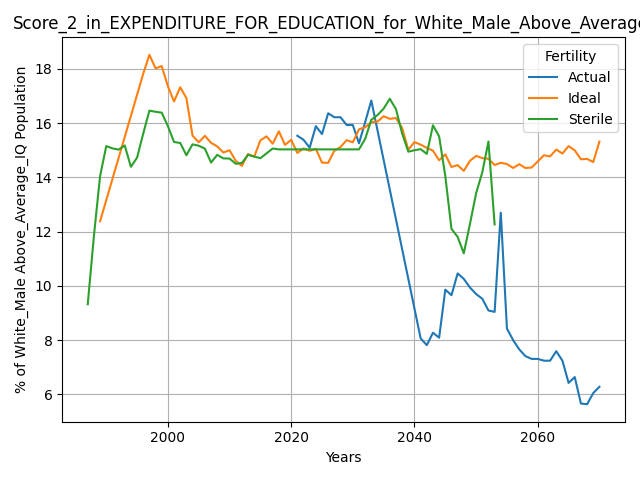 Score_2_in_EXPENDITURE_FOR_EDUCATION_for_White_Male_Above_Average
18
16
14
12
10
8
6
% of White_Male Above_Average_IQ Population
Fertility
Actual
Ideal
Sterile
2000
2020
2040
2060
Years